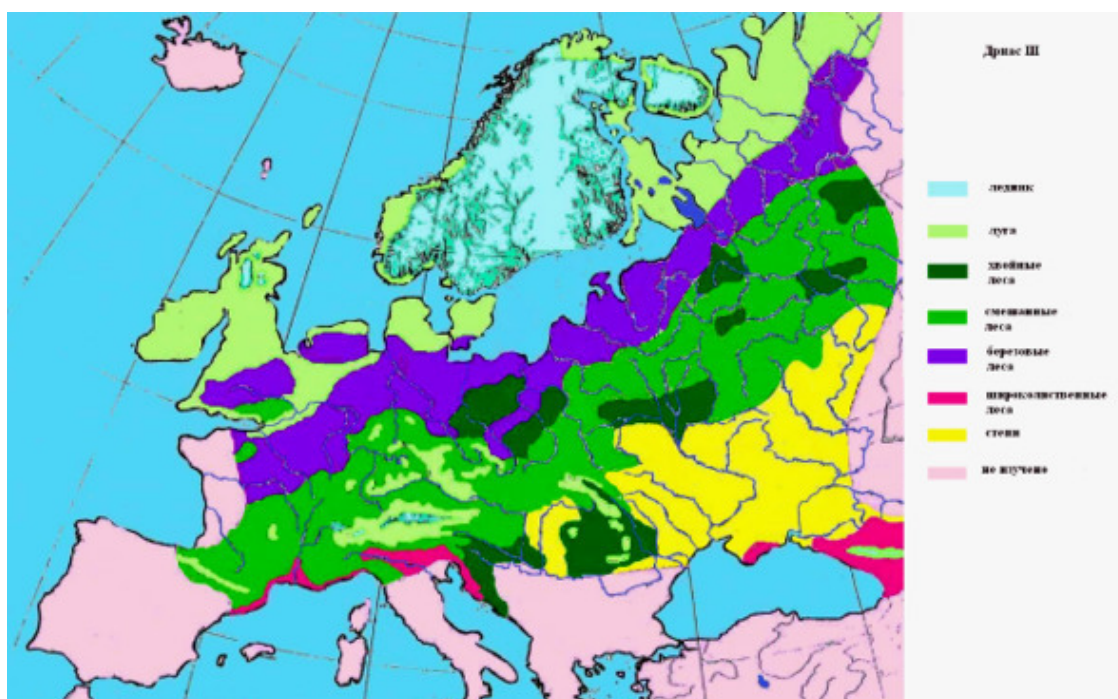 Дриас III
ледник
луга
хвойные
леса
смешанные
леса
березовые
леса
широколиственные
леса
степи
не изучено